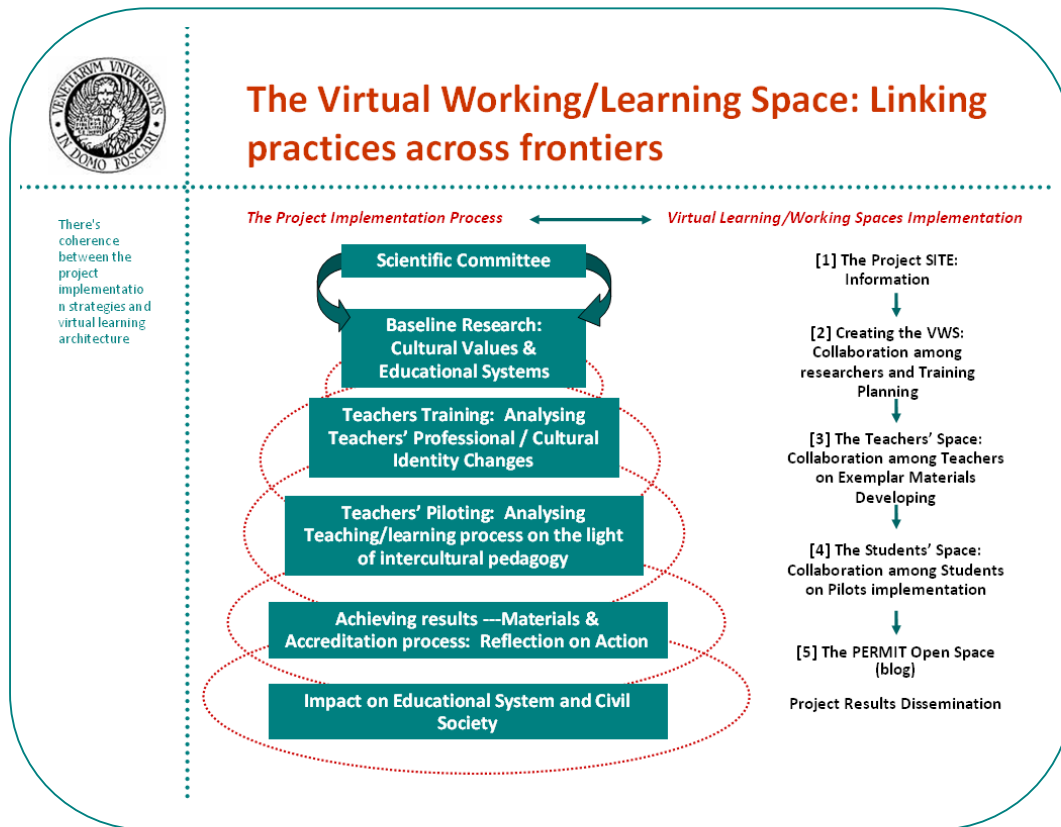 VENETIARVM VNIVERSITAS
IN DOMO FOSCARI
The Virtual Working/Learning Space: Linking
practices across frontiers
There's
coherence
between the
project
implementatio
n strategies and
virtual learning
architecture
The Project Implementation Process
Virtual Learning/Working Spaces Implementation
Scientific Committee
Baseline Research:
Cultural Values &
Educational Systems
Teachers Training: Analysing
Teachers' Professional / Cultural
Identity Changes
Teachers' Piloting: Analysing
Teaching/learning process on the light
of intercultural pedagogy
Achieving results ---Materials &
Accreditation process: Reflection on Action
Impact on Educational System and Civil
Society
[1] The Project SITE:
Information
[2] Creating the VWS:
Collaboration among
researchers and Training
Planning
[3] The Teachers' Space:
Collaboration among Teachers
on Exemplar Materials
Developing
[4] The Students' Space:
Collaboration among Students
on Pilots implementation
[5] The PERMIT Open Space
(blog)
Project Results Dissemination